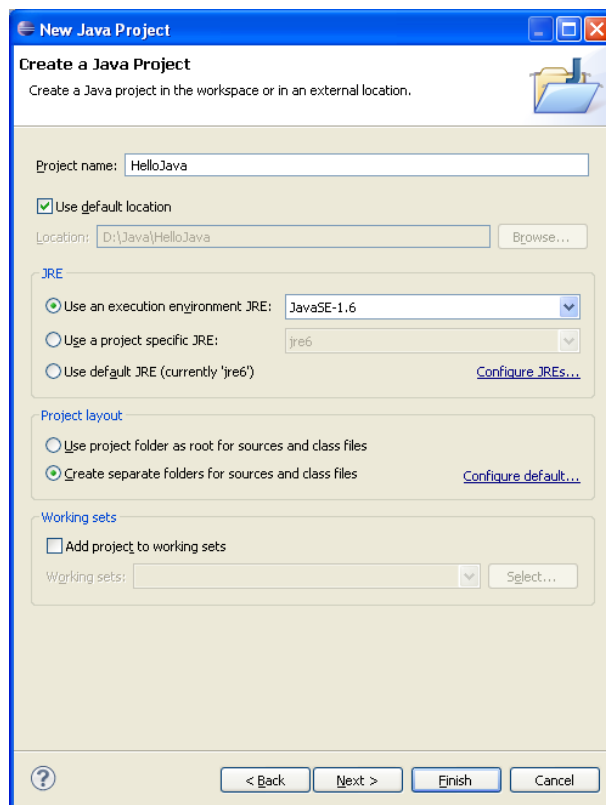 New Java Project
Create a Java Project
Create a Java project in the workspace or in an external location.
Project name: HelloJava
Use default location
Location: D:\Java\HelloJava Browse...
JRE
Use an execution environment JRE: JavaSE-1.6
Use a project specific JRE: jre6
Use default JRE (currently 'jre6') Configure JREs...
Project layout
Use project folder as root for sources and class files
Create separate folders for sources and class files Configure default...
Working sets
Add project to working sets
Working sets: Select...
? < Back Next > Finish Cancel